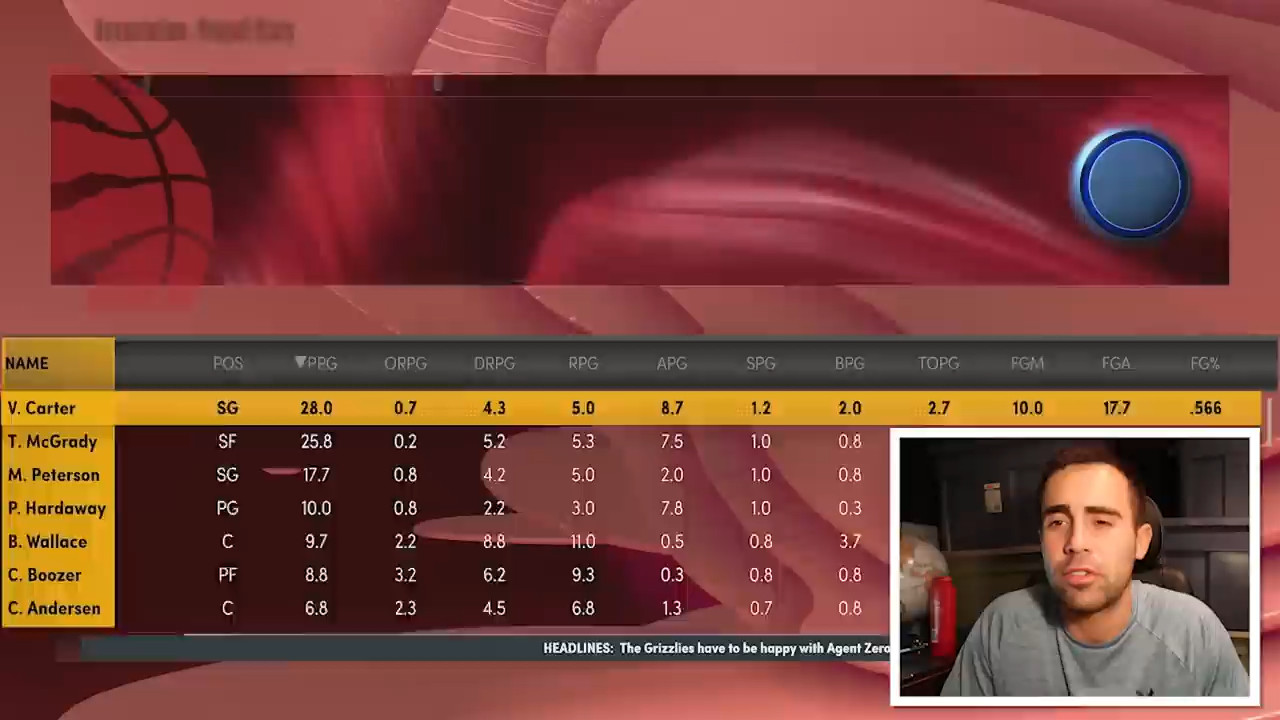 NAME POS ▼PPG ORPG DRPG RPG APG SPG BPG TOPG FGM FGA FG%
V. Carter SG 28.0 0.7 4.3 5.0 8.7 1.2 2.0 2.7 10.0 17.7 .566
T. McGrady SF 25.8 0.2 5.2 5.3 7.5 1.0 0.8
M. Peterson SG 17.7 0.8 4.2 5.0 2.0 1.0 0.8
P. Hardaway PG 10.0 0.8 2.2 3.0 7.8 1.0 0.3
B. Wallace C 9.7 2.2 8.8 11.0 0.5 0.8 3.7
C. Boozer PF 8.8 3.2 6.2 9.3 0.3 0.8 0.8
C. Andersen C 6.8 2.3 4.5 6.8 1.3 0.7 0.8
HEADLINES: The Grizzlies have to be happy with Agent Zero